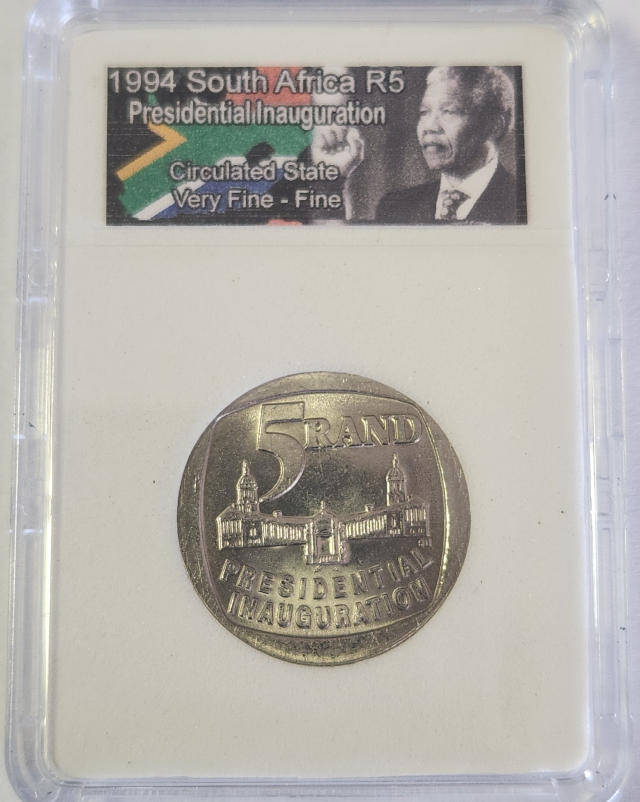 1994 South Africa R5
Presidential Inauguration
Circulated State
Very Fine - Fine
5 RAND
PRESIDENTIAL
INAUGURATION